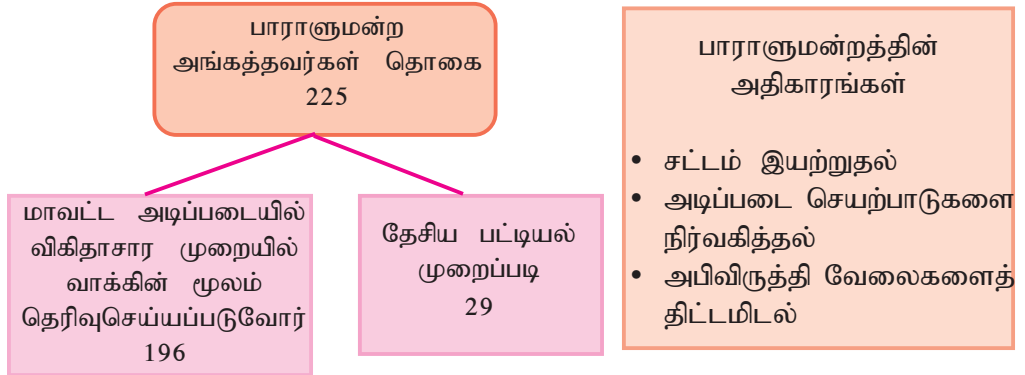 பாராளுமன்ற
அங்கத்தவர்கள் தொகை
225
மாவட்ட அடிப்படையில்
விகிதாசார முறையில்
வாக்கின் மூலம்
தெரிவுசெய்யப்படுவோர்
196
தேசிய பட்டியல்
முறைப்படி
29
பாராளுமன்றத்தின்
அதிகாரங்கள்
• சட்டம் இயற்றுதல்
• அடிப்படை செயற்பாடுகளை
நிர்வகித்தல்
• அபிவிருத்தி வேலைகளைத்
திட்டமிடல்